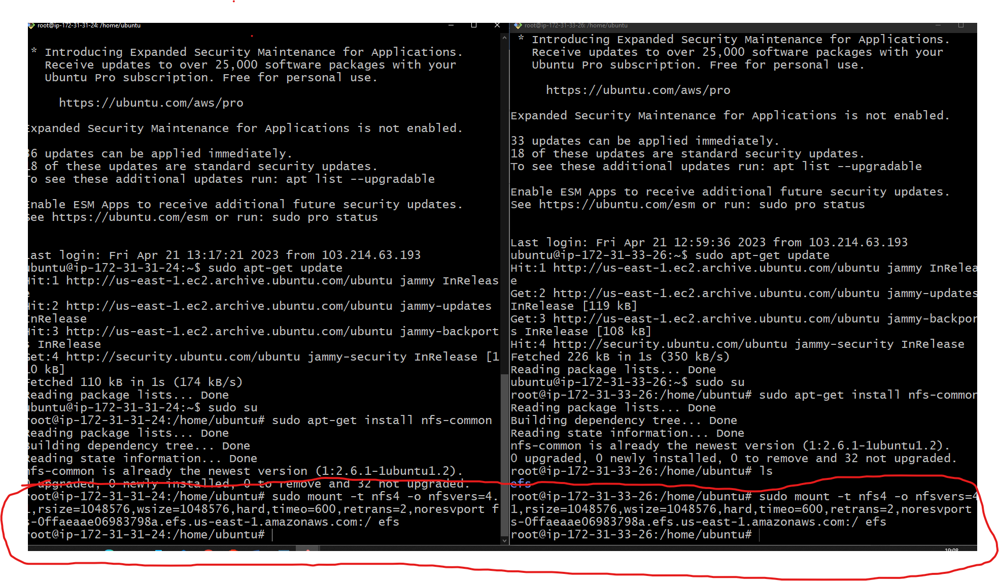 root@ip-172-31-31-24: /home/ubuntu
* Introducing Expanded Security Maintenance for Applications.
Receive updates to over 25,000 software packages with your
Ubuntu Pro subscription. Free for personal use.
https://ubuntu.com/aws/pro
Expanded Security Maintenance for Applications is not enabled.
36 updates can be applied immediately.
18 of these updates are standard security updates.
To see these additional updates run: apt list --upgradable
Enable ESM Apps to receive additional future security updates.
See https://ubuntu.com/esm or run: sudo pro status
Last login: Fri Apr 21 13:17:21 2023 from 103.214.63.193
ubuntu@ip-172-31-31-24:~$ sudo apt-get update
Hit:1 http://us-east-1.ec2.archive.ubuntu.com/ubuntu jammy InReleas
e
Hit:2 http://us-east-1.ec2.archive.ubuntu.com/ubuntu jammy-updates
InRelease
Hit:3 http://us-east-1.ec2.archive.ubuntu.com/ubuntu jammy-backport
s InRelease
Get:4 http://security.ubuntu.com/ubuntu jammy-security InRelease [1
10 kB]
Fetched 110 kB in 1s (174 kB/s)
Reading package lists... Done
ubuntu@ip-172-31-31-24:~$ sudo su
root@ip-172-31-31-24:/home/ubuntu# sudo apt-get install nfs-common
Reading package lists... Done
Building dependency tree... Done
Reading state information... Done
nfs-common is already the newest version (1:2.6.1-1ubuntu1.2).
0 upgraded, 0 newly installed, 0 to remove and 32 not upgraded.
root@ip-172-31-31-24:/home/ubuntu# sudo mount -t nfs4 -o nfsvers=4.
1,rsize=1048576,wsize=1048576,hard,timeo=600,retrans=2,noresvport f
s-0ffaeaae06983798a.efs.us-east-1.amazonaws.com:/ efs
root@ip-172-31-31-24:/home/ubuntu#
root@ip-172-31-33-26: /home/ubuntu
* Introducing Expanded Security Maintenance for Applications.
Receive updates to over 25,000 software packages with your
Ubuntu Pro subscription. Free for personal use.
https://ubuntu.com/aws/pro
Expanded Security Maintenance for Applications is not enabled.
33 updates can be applied immediately.
18 of these updates are standard security updates.
To see these additional updates run: apt list --upgradable
Enable ESM Apps to receive additional future security updates.
See https://ubuntu.com/esm or run: sudo pro status
Last login: Fri Apr 21 12:59:36 2023 from 103.214.63.193
ubuntu@ip-172-31-33-26:~$ sudo apt-get update
Hit:1 http://us-east-1.ec2.archive.ubuntu.com/ubuntu jammy InRelea
e
Get:2 http://us-east-1.ec2.archive.ubuntu.com/ubuntu jammy-updates
InRelease [119 kB]
Get:3 http://us-east-1.ec2.archive.ubuntu.com/ubuntu jammy-backpor
s InRelease [108 kB]
Hit:4 http://security.ubuntu.com/ubuntu jammy-security InRelease
Fetched 226 kB in 1s (350 kB/s)
Reading package lists... Done
ubuntu@ip-172-31-33-26:~$ sudo su
root@ip-172-31-33-26:/home/ubuntu# sudo apt-get install nfs-common
Reading package lists... Done
Building dependency tree... Done
Reading state information... Done
nfs-common is already the newest version (1:2.6.1-1ubuntu1.2).
0 upgraded, 0 newly installed, 0 to remove and 32 not upgraded.
root@ip-172-31-33-26:/home/ubuntu# ls
efs
root@ip-172-31-33-26:/home/ubuntu# sudo mount -t nfs4 -o nfsvers=4
1,rsize=1048576,wsize=1048576,hard,timeo=600,retrans=2,noresvport
s-0ffaeaae06983798a.efs.us-east-1.amazonaws.com:/ efs
root@ip-172-31-33-26:/home/ubuntu#